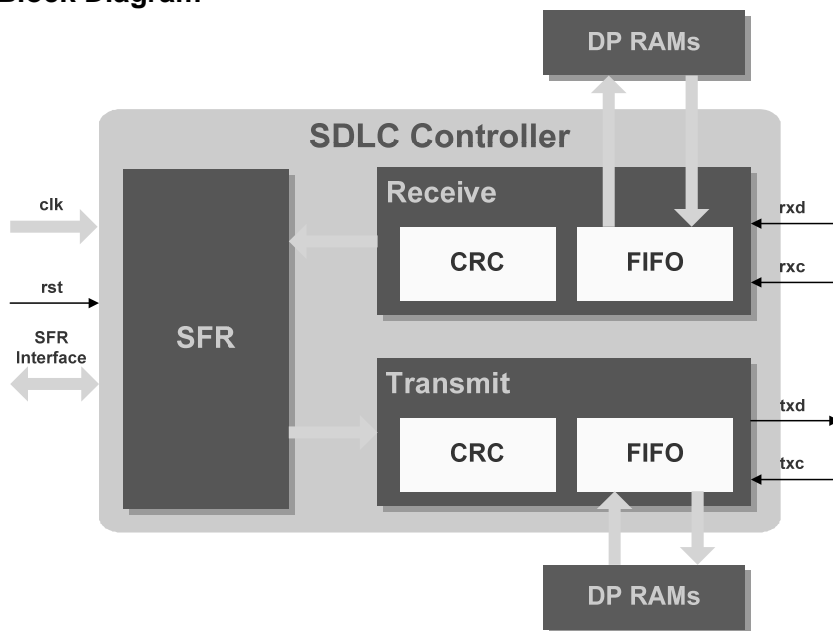 Block Diagram
DP RAMs
SDLC Controller
Receive
clk
rxd
CRC
FIFO
rxc
rst
SFR
SFR
Interface
Transmit
txd
CRC
FIFO
txc
DP RAMs